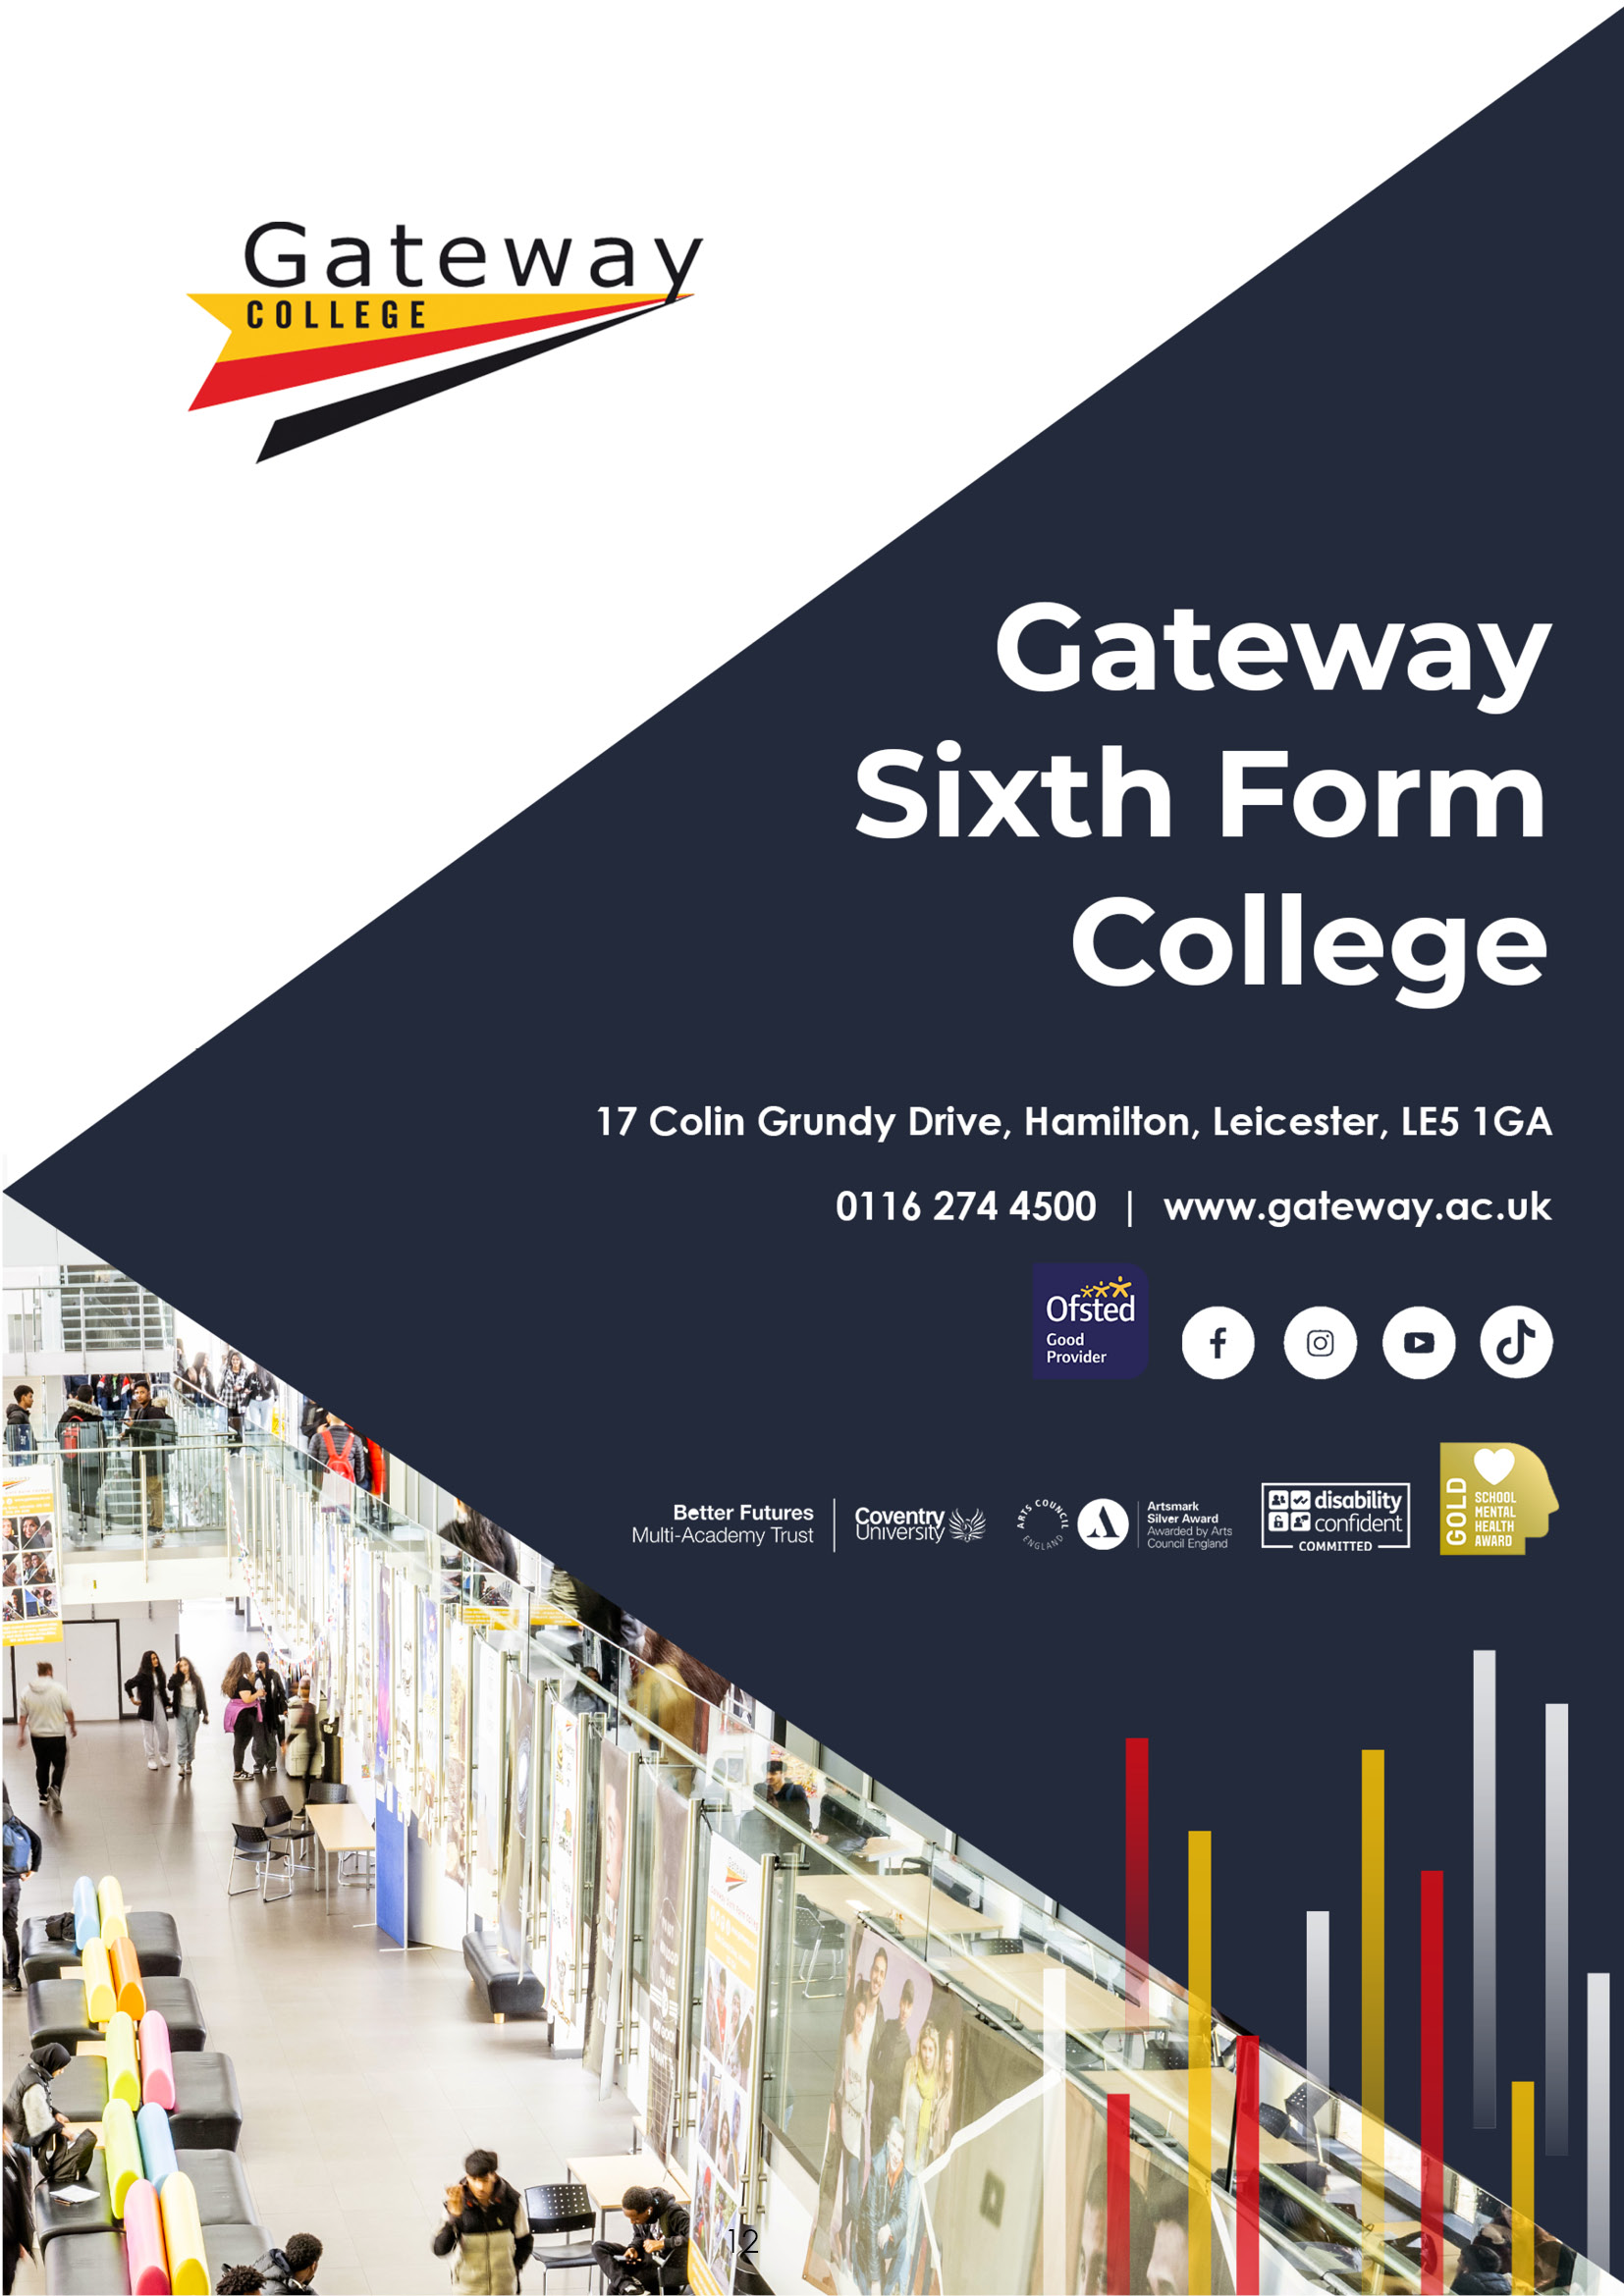 Gateway
COLLEGE
Gateway
Sixth Form
College
17 Colin Grundy Drive, Hamilton, Leicester, LE5 1GA
0116 274 4500 | www.gateway.ac.uk
Ofsted
Good
Provider
Better Futures
Multi-Academy Trust
Coventry
University
ARTS COUNCIL
ENGLAND
Artsmark
Silver Award
Awarded by Arts
Council England
disability
confident
COMMITTED
GOLD
SCHOOL
MENTAL
HEALTH
AWARD
12